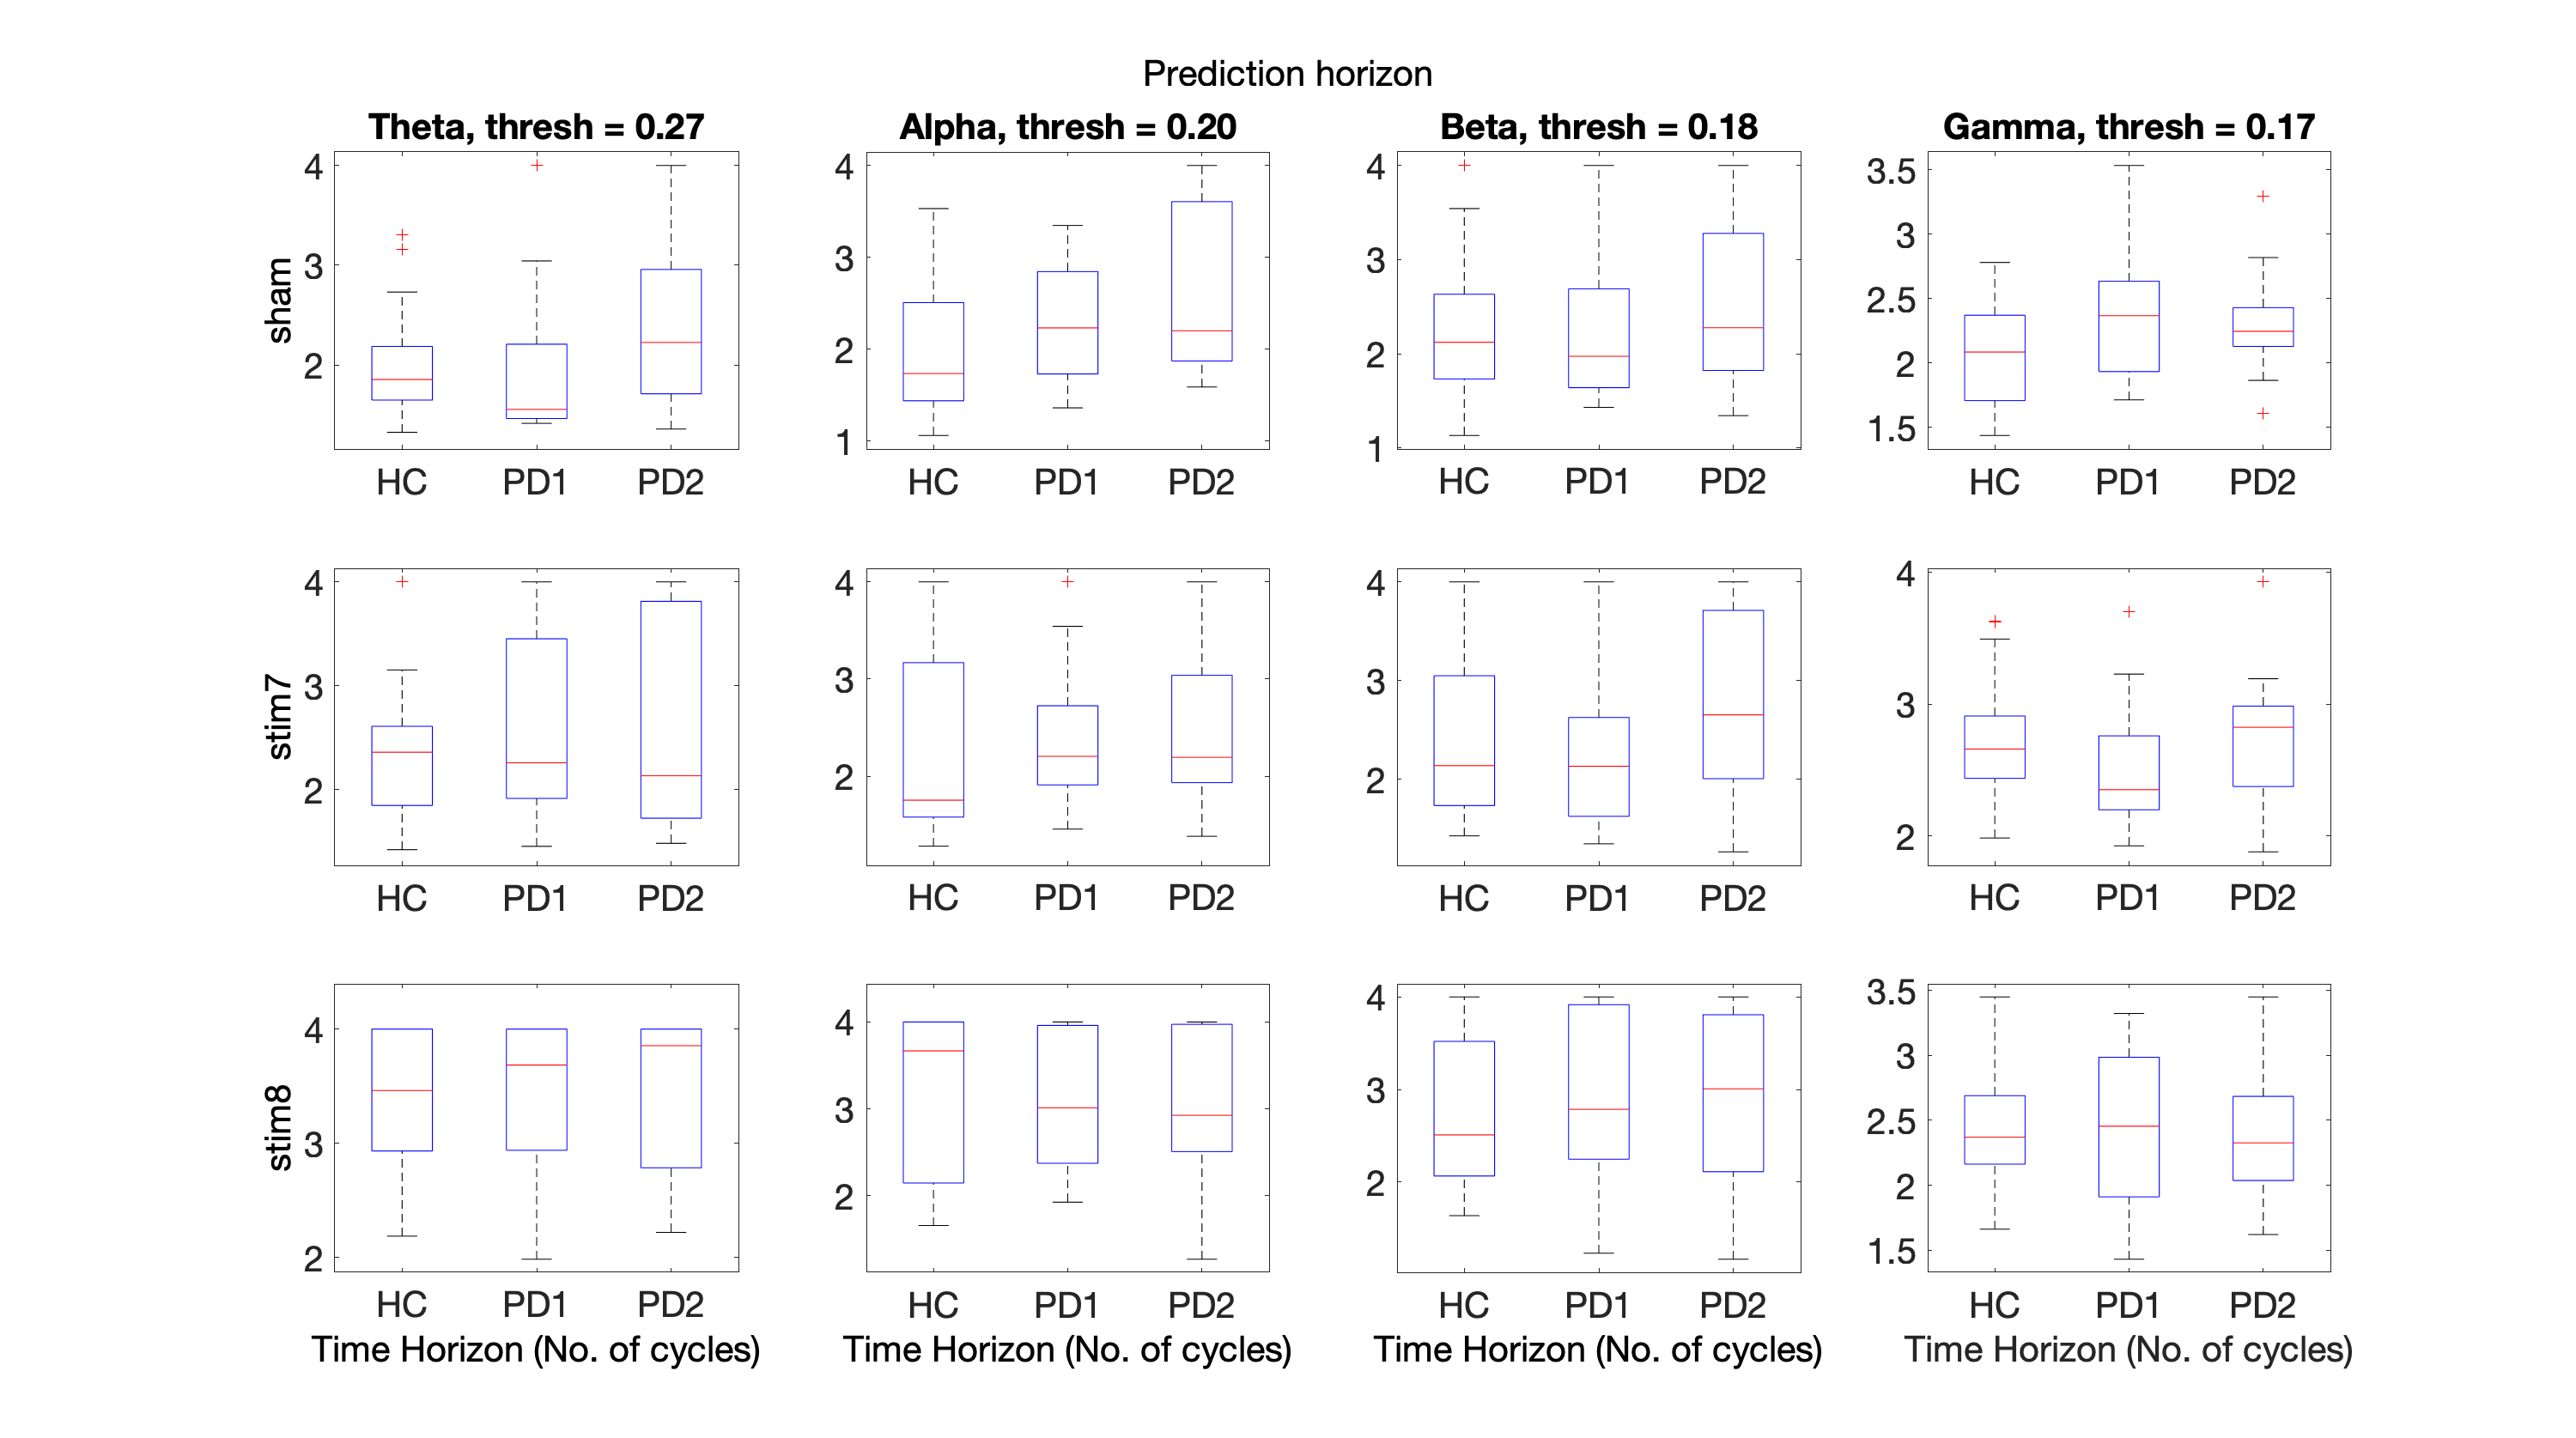 Prediction horizon
Theta, thresh = 0.27
Alpha, thresh = 0.20
Beta, thresh = 0.18
Gamma, thresh = 0.17
sham
4
3
2
HC PD1 PD2
4
3
2
1
HC PD1 PD2
4
3
2
1
HC PD1 PD2
3.5
3
2.5
2
1.5
HC PD1 PD2
stim7
4
3
2
HC PD1 PD2
4
3
2
HC PD1 PD2
4
3
2
HC PD1 PD2
4
3
2
HC PD1 PD2
stim8
4
3
2
HC PD1 PD2
Time Horizon (No. of cycles)
4
3
2
HC PD1 PD2
Time Horizon (No. of cycles)
4
3
2
HC PD1 PD2
Time Horizon (No. of cycles)
3.5
3
2.5
2
1.5
HC PD1 PD2
Time Horizon (No. of cycles)